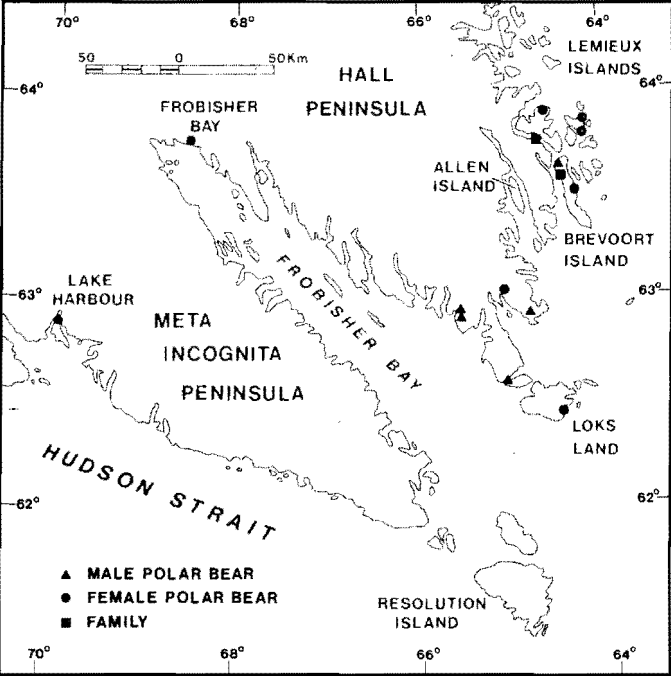 70° 68° 66° 64°
50 0 50Km
LEMIEUX
ISLANDS
HALL
PENINSULA
64° 64°
FROBISHER
BAY
ALLEN
ISLAND
BREVOORT
ISLAND
FROBISHER BAY
63° 63°
LAKE
HARBOUR
META
INCOGNITA
PENINSULA
LOKS
LAND
HUDSON STRAIT
62° 62°
MALE POLAR BEAR
FEMALE POLAR BEAR
FAMILY
RESOLUTION
ISLAND
70° 68° 66° 64°